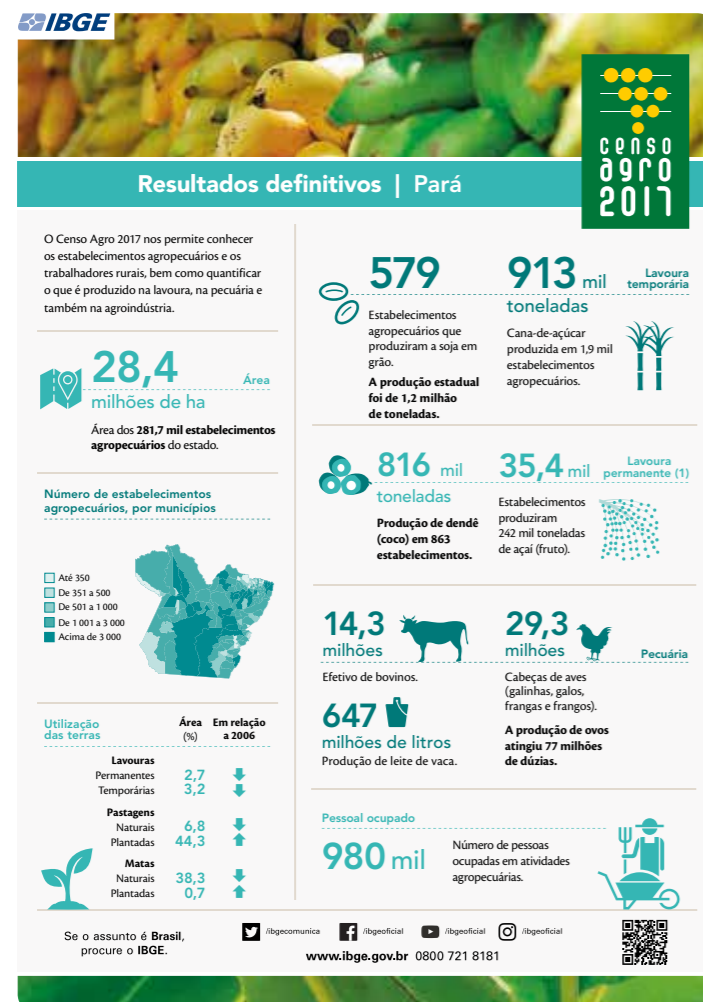 IBGE
censo
agro
2017
Resultados definitivos | Pará
O Censo Agro 2017 nos permite conhecer
os estabelecimentos agropecuários e os
trabalhadores rurais, bem como quantificar
o que é produzido na lavoura, na pecuária e
também na agroindústria.
28,4
milhões de ha
Área
Área dos 281,7 mil estabelecimentos
agropecuários do estado.
Número de estabelecimentos
agropecuários, por municípios
Até 350
De 351 a 500
De 501 a 1 000
De 1 001 a 3 000
Acima de 3 000
Utilização
das terras
Área
(%)
Em relação
a 2006
Lavouras
Permanentes 2,7
Temporárias 3,2
Pastagens
Naturais 6,8
Plantadas 44,3
Matas
Naturais 38,3
Plantadas 0,7
579
Estabelecimentos
agropecuários que
produziram a soja em
grão.
A produção estadual
foi de 1,2 milhão
de toneladas.
913 mil
toneladas
Lavoura
temporária
Cana-de-açúcar
produzida em 1,9 mil
estabelecimentos
agropecuários.
816 mil
toneladas
Produção de dendê
(coco) em 863
estabelecimentos.
35,4 mil
Lavoura
permanente (1)
Estabelecimentos
produziram
242 mil toneladas
de açaí (fruto).
14,3
milhões
Efetivo de bovinos.
647
milhões de litros
Produção de leite de vaca.
29,3
milhões
Pecuária
Cabeças de aves
(galinhas, galos,
frangas e frangos).
A produção de ovos
atingiu 77 milhões
de dúzias.
Pessoal ocupado
980 mil
Número de pessoas
ocupadas em atividades
agropecuárias.
Se o assunto é Brasil,
procure o IBGE.
/ibgecomunica /ibgeoficial /ibgeoficial /ibgeoficial
www.ibge.gov.br 0800 721 8181